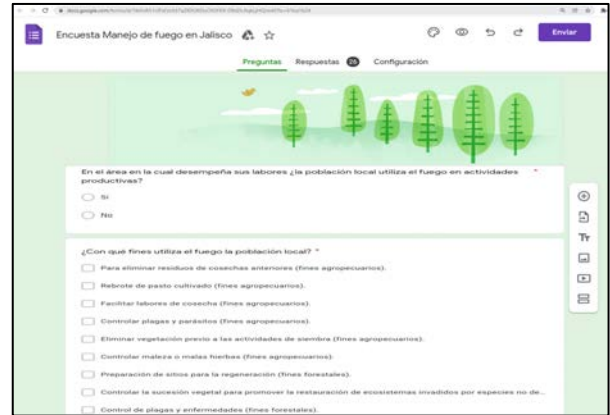 Encuesta Manejo de fuego en Jalisco
Enviar
Preguntas Respuestas 26 Configuración
En el área en la cual desempeña sus labores ¿la población local utiliza el fuego en actividades *
productivas?
Sí
No
¿Con qué fines utiliza el fuego la población local? *
Para eliminar residuos de cosechas anteriores (fines agropecuarios).
Rebrote de pasto cultivado (fines agropecuarios).
Facilitar labores de cosecha (fines agropecuarios).
Controlar plagas y parásitos (fines agropecuarios).
Eliminar vegetación previo a las actividades de siembra (fines agropecuarios).
Controlar maleza o malas hierbas (fines agropecuarios).
Preparación de sitios para la regeneración (fines forestales).
Controlar la sucesión vegetal para promover la restauración de ecosistemas invadidos por especies no de...
Control de plagas y enfermedades (fines forestales).
Tт